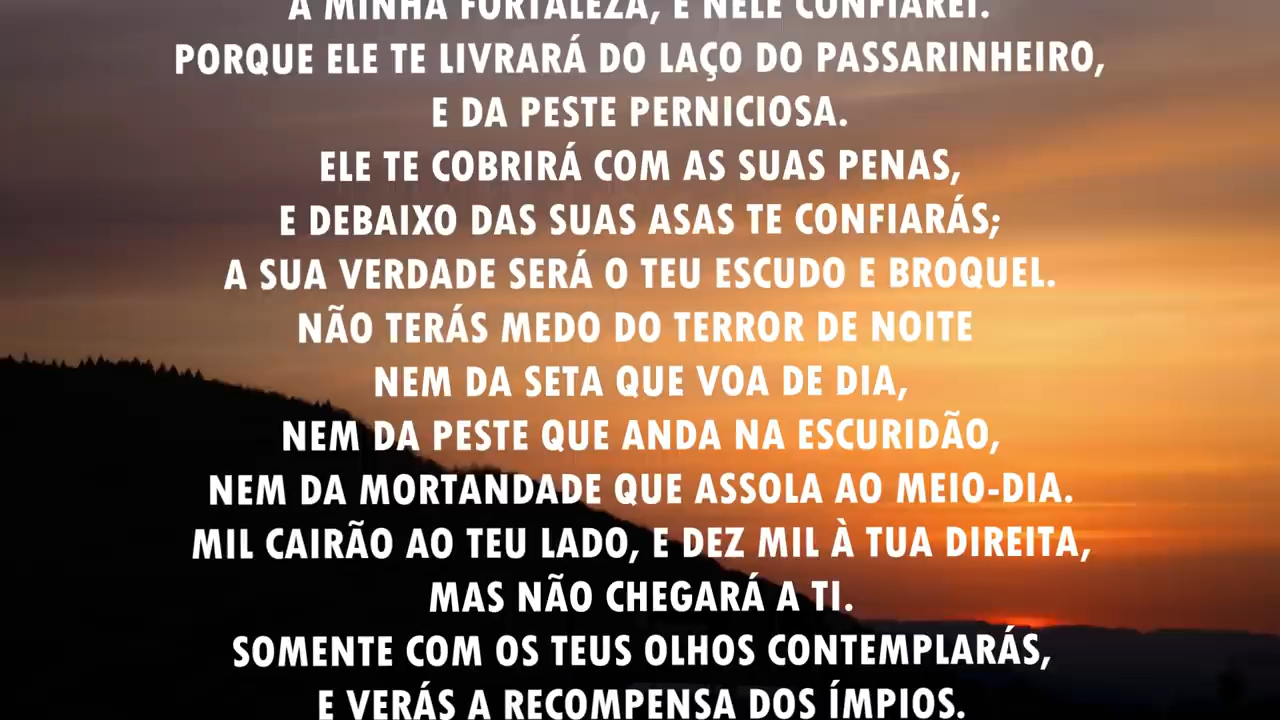 A MINHA FORTALEZA, E NELE CONFIAREI.
PORQUE ELE TE LIVRARÁ DO LAÇO DO PASSARINHEIRO,
E DA PESTE PERNICIOSA.
ELE TE COBRIRÁ COM AS SUAS PENAS,
E DEBAIXO DAS SUAS ASAS TE CONFIARÁS;
A SUA VERDADE SERÁ O TEU ESCUDO E BROQUEL.
NÃO TERÁS MEDO DO TERROR DE NOITE
NEM DA SETA QUE VOA DE DIA,
NEM DA PESTE QUE ANDA NA ESCURIDÃO,
NEM DA MORTANDADE QUE ASSOLA AO MEIO-DIA.
MIL CAIRÃO AO TEU LADO, E DEZ MIL À TUA DIREITA,
MAS NÃO CHEGARÁ A TI.
SOMENTE COM OS TEUS OLHOS CONTEMPLARÁS,
E VERÁS A RECOMPENSA DOS ÍMPIOS.